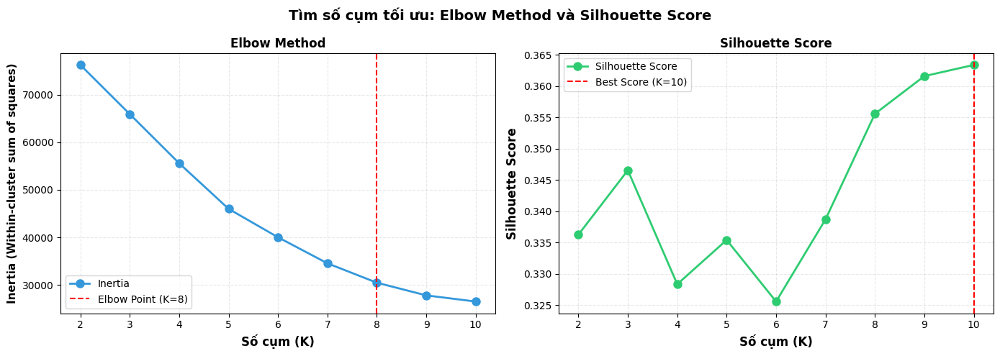 Tìm số cụm tối ưu: Elbow Method và Silhouette Score
Elbow Method
Inertia (Within-cluster sum of squares)
70000
60000
50000
40000
30000
Inertia
Elbow Point (K=8)
2 3 4 5 6 7 8 9 10
Số cụm (K)
Silhouette Score
Silhouette Score
0.365
0.360
0.355
0.350
0.345
0.340
0.335
0.330
0.325
Silhouette Score
Best Score (K=10)
2 3 4 5 6 7 8 9 10
Số cụm (K)